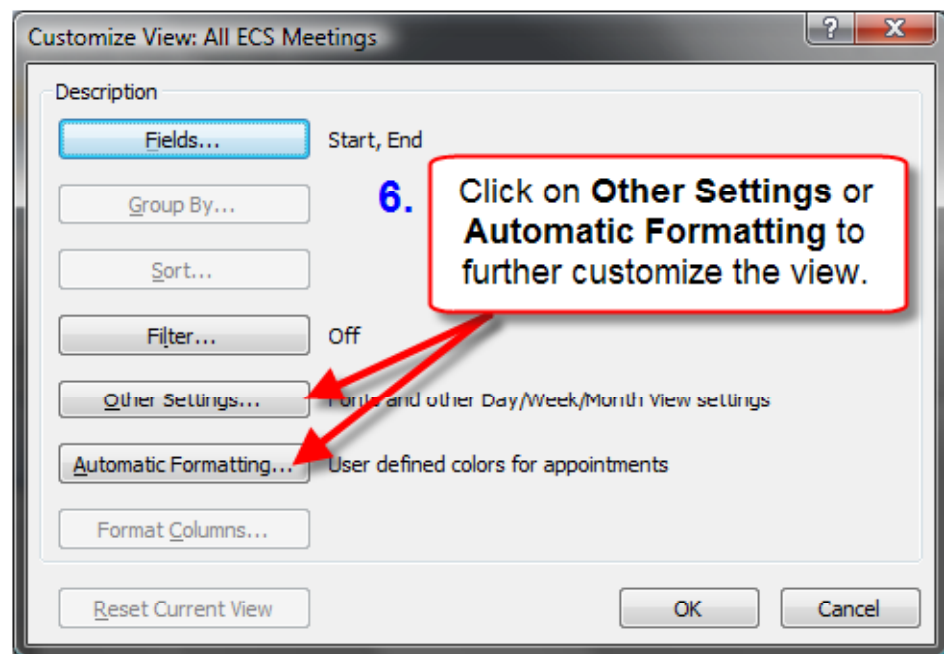 Customize View: All ECS Meetings
Description
Fields... Start, End
Group By...
6. Click on Other Settings or
Automatic Formatting to
further customize the view.
Sort...
Filter... Off
Other Settings... Fonts and other Day/Week/Month View settings
Automatic Formatting... User defined colors for appointments
Format Columns...
Reset Current View OK Cancel